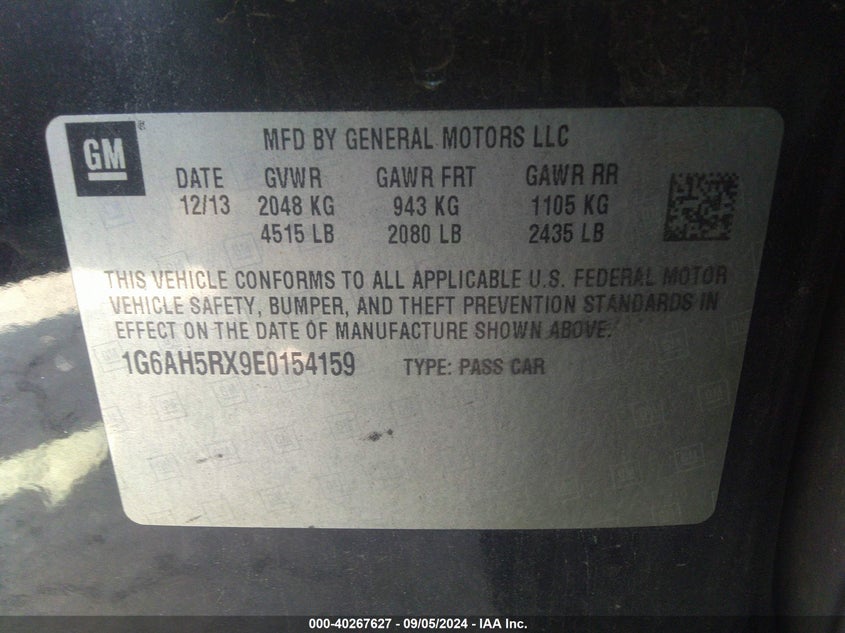 GM
MFD BY GENERAL MOTORS LLC
DATE GVWR GAWR FRT GAWR RR
12/13 2048 KG 943 KG 1105 KG
4515 LB 2080 LB 2435 LB
THIS VEHICLE CONFORMS TO ALL APPLICABLE U.S. FEDERAL MOTOR
VEHICLE SAFETY, BUMPER, AND THEFT PREVENTION STANDARDS IN
EFFECT ON THE DATE OF MANUFACTURE SHOWN ABOVE.
1G6AH5RX9E0154159 TYPE: PASS CAR
000-40267627 - 09/05/2024 - IAA Inc.